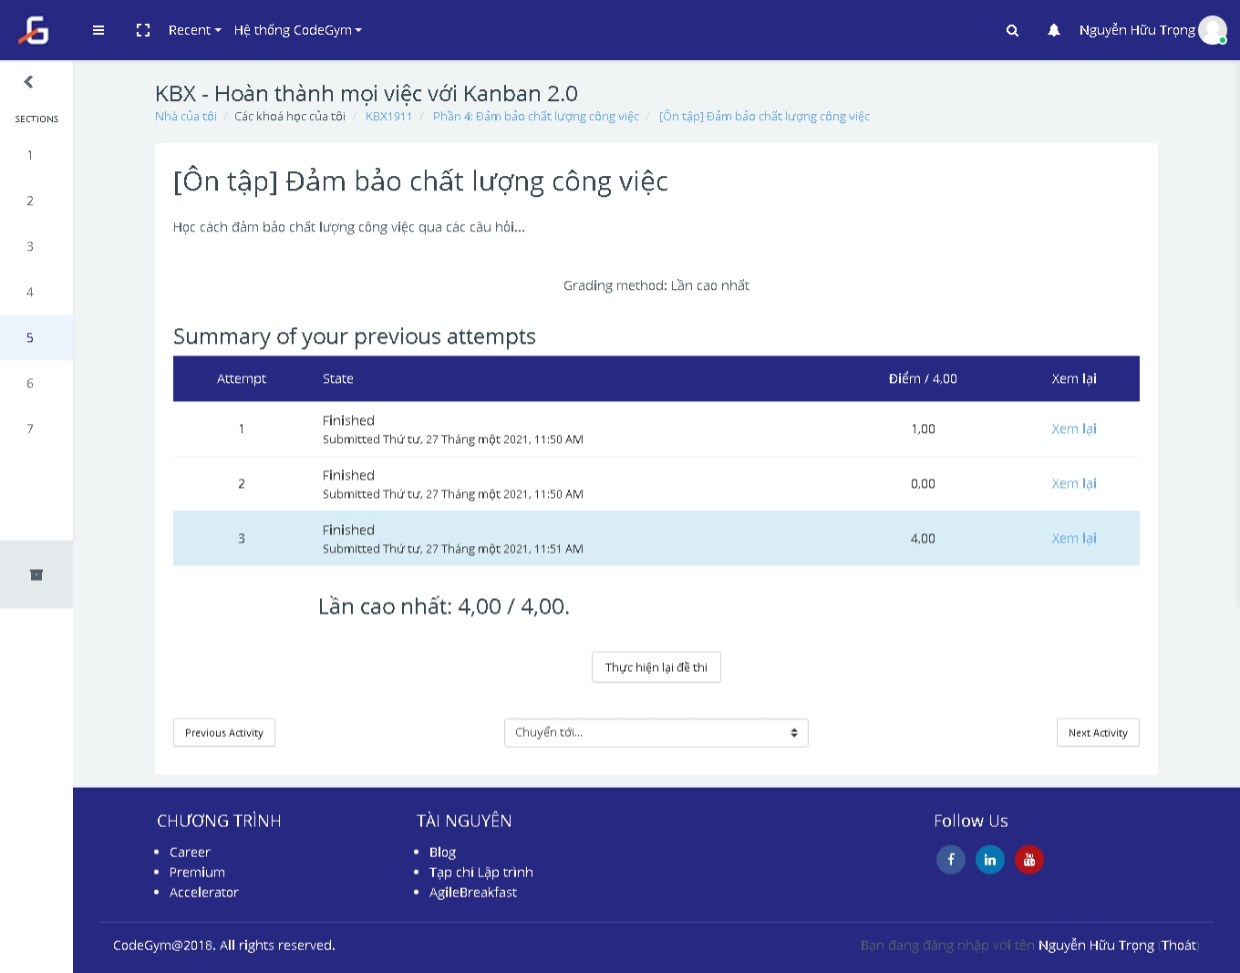 Recent Hệ thống CodeGym Nguyễn Hữu Trọng
SECTIONS
1
2
3
4
5
6
7
KBX - Hoàn thành mọi việc với Kanban 2.0
Nhà của tôi / Các khoá học của tôi / KBX1911 / Phần 4: Đảm bảo chất lượng công việc / [Ôn tập] Đảm bảo chất lượng công việc
[Ôn tập] Đảm bảo chất lượng công việc
Học cách đảm bảo chất lượng công việc qua các câu hỏi...
Grading method: Lần cao nhất
Summary of your previous attempts
Attempt State Điểm / 4,00 Xem lại
1 Finished 1,00 Xem lại
Submitted Thứ tư, 27 Tháng một 2021, 11:50 AM
2 Finished 0,00 Xem lại
Submitted Thứ tư, 27 Tháng một 2021, 11:50 AM
3 Finished 4,00 Xem lại
Submitted Thứ tư, 27 Tháng một 2021, 11:51 AM
Lần cao nhất: 4,00 / 4,00.
Thực hiện lại đề thi
Previous Activity Chuyển tới... Next Activity
CHƯƠNG TRÌNH TÀI NGUYÊN Follow Us
Career Blog
Premium Tạp chí Lập trình
Accelerator AgileBreakfast
CodeGym@2018. All rights reserved. Bạn đang đăng nhập với tên Nguyễn Hữu Trọng (Thoát)